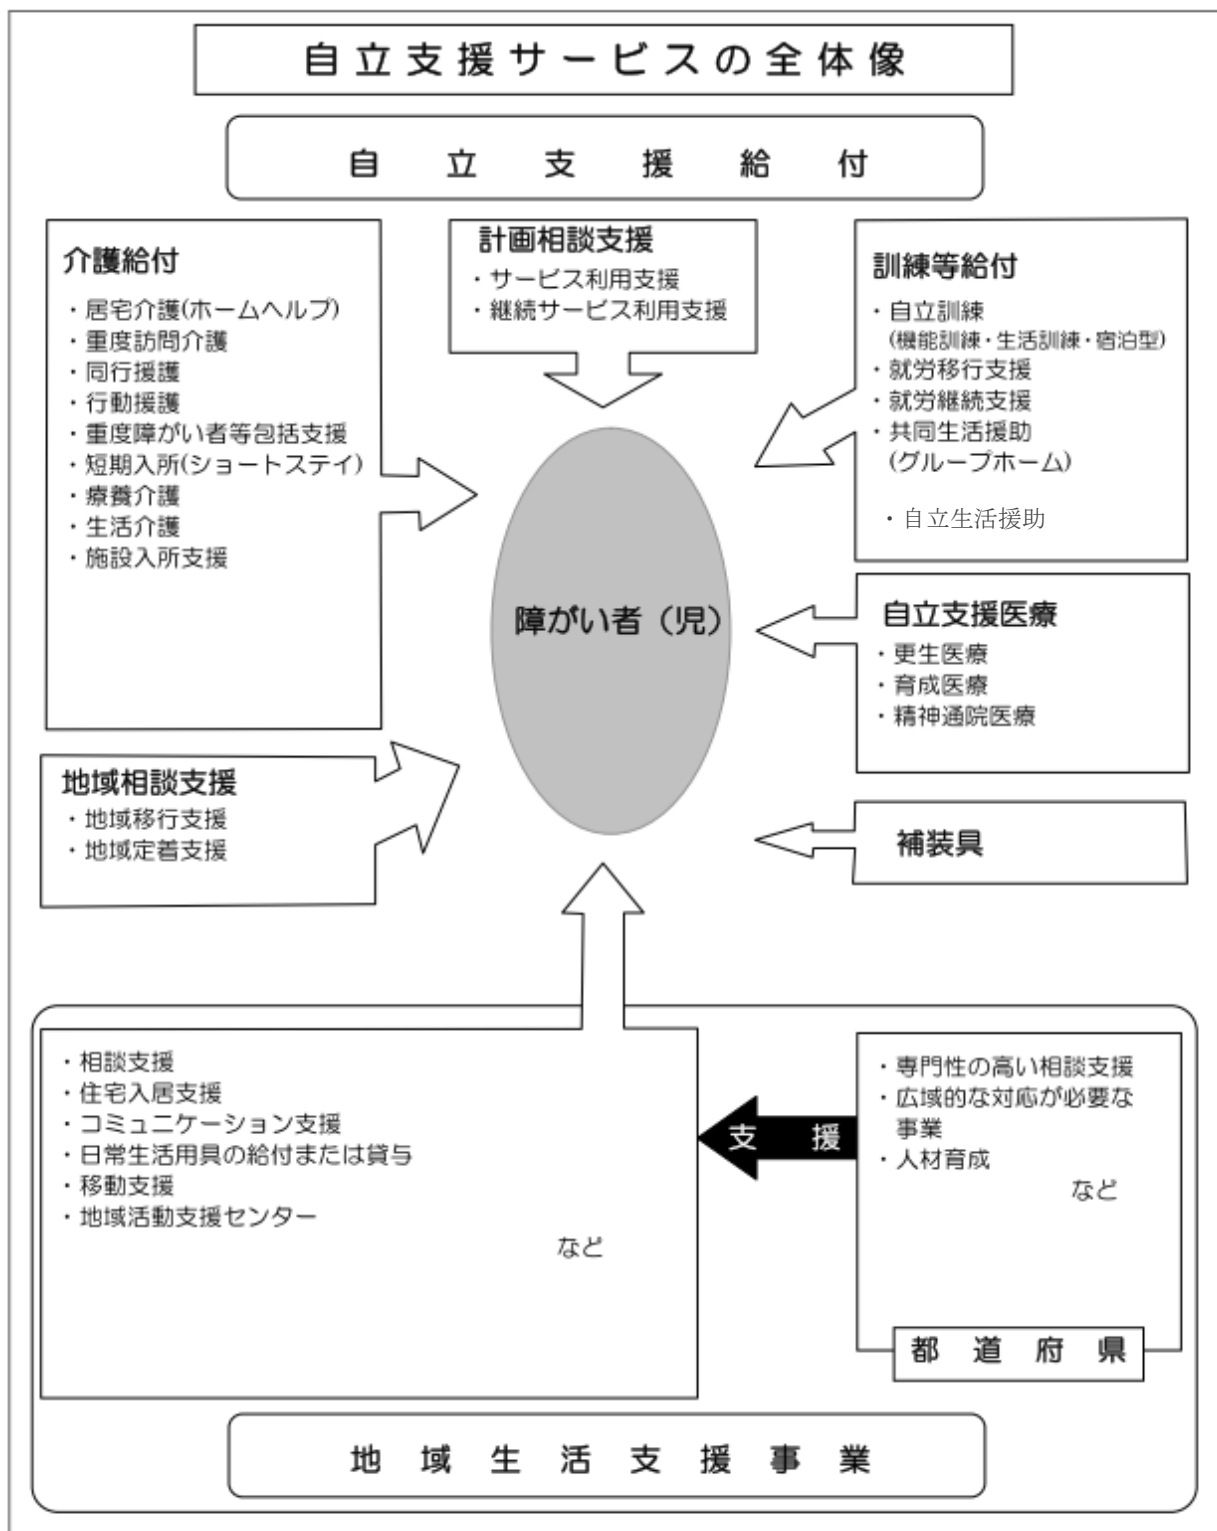 自立支援サービスの全体像
自立支援給付
介護給付
・居宅介護(ホームヘルプ)
・重度訪問介護
・同行援護
・行動援護
・重度障がい者等包括支援
・短期入所(ショートステイ)
・療養介護
・生活介護
・施設入所支援
計画相談支援
・サービス利用支援
・継続サービス利用支援
訓練等給付
・自立訓練
(機能訓練・生活訓練・宿泊型)
・就労移行支援
・就労継続支援
・共同生活援助
(グループホーム)
・自立生活援助
障がい者（児）
自立支援医療
・更生医療
・育成医療
・精神通院医療
地域相談支援
・地域移行支援
・地域定着支援
補装具
・相談支援
・住宅入居支援
・コミュニケーション支援
・日常生活用具の給付または貸与
・移動支援
・地域活動支援センター
など
支援
・専門性の高い相談支援
・広域的な対応が必要な
事業
・人材育成
など
都道府県
地域生活支援事業